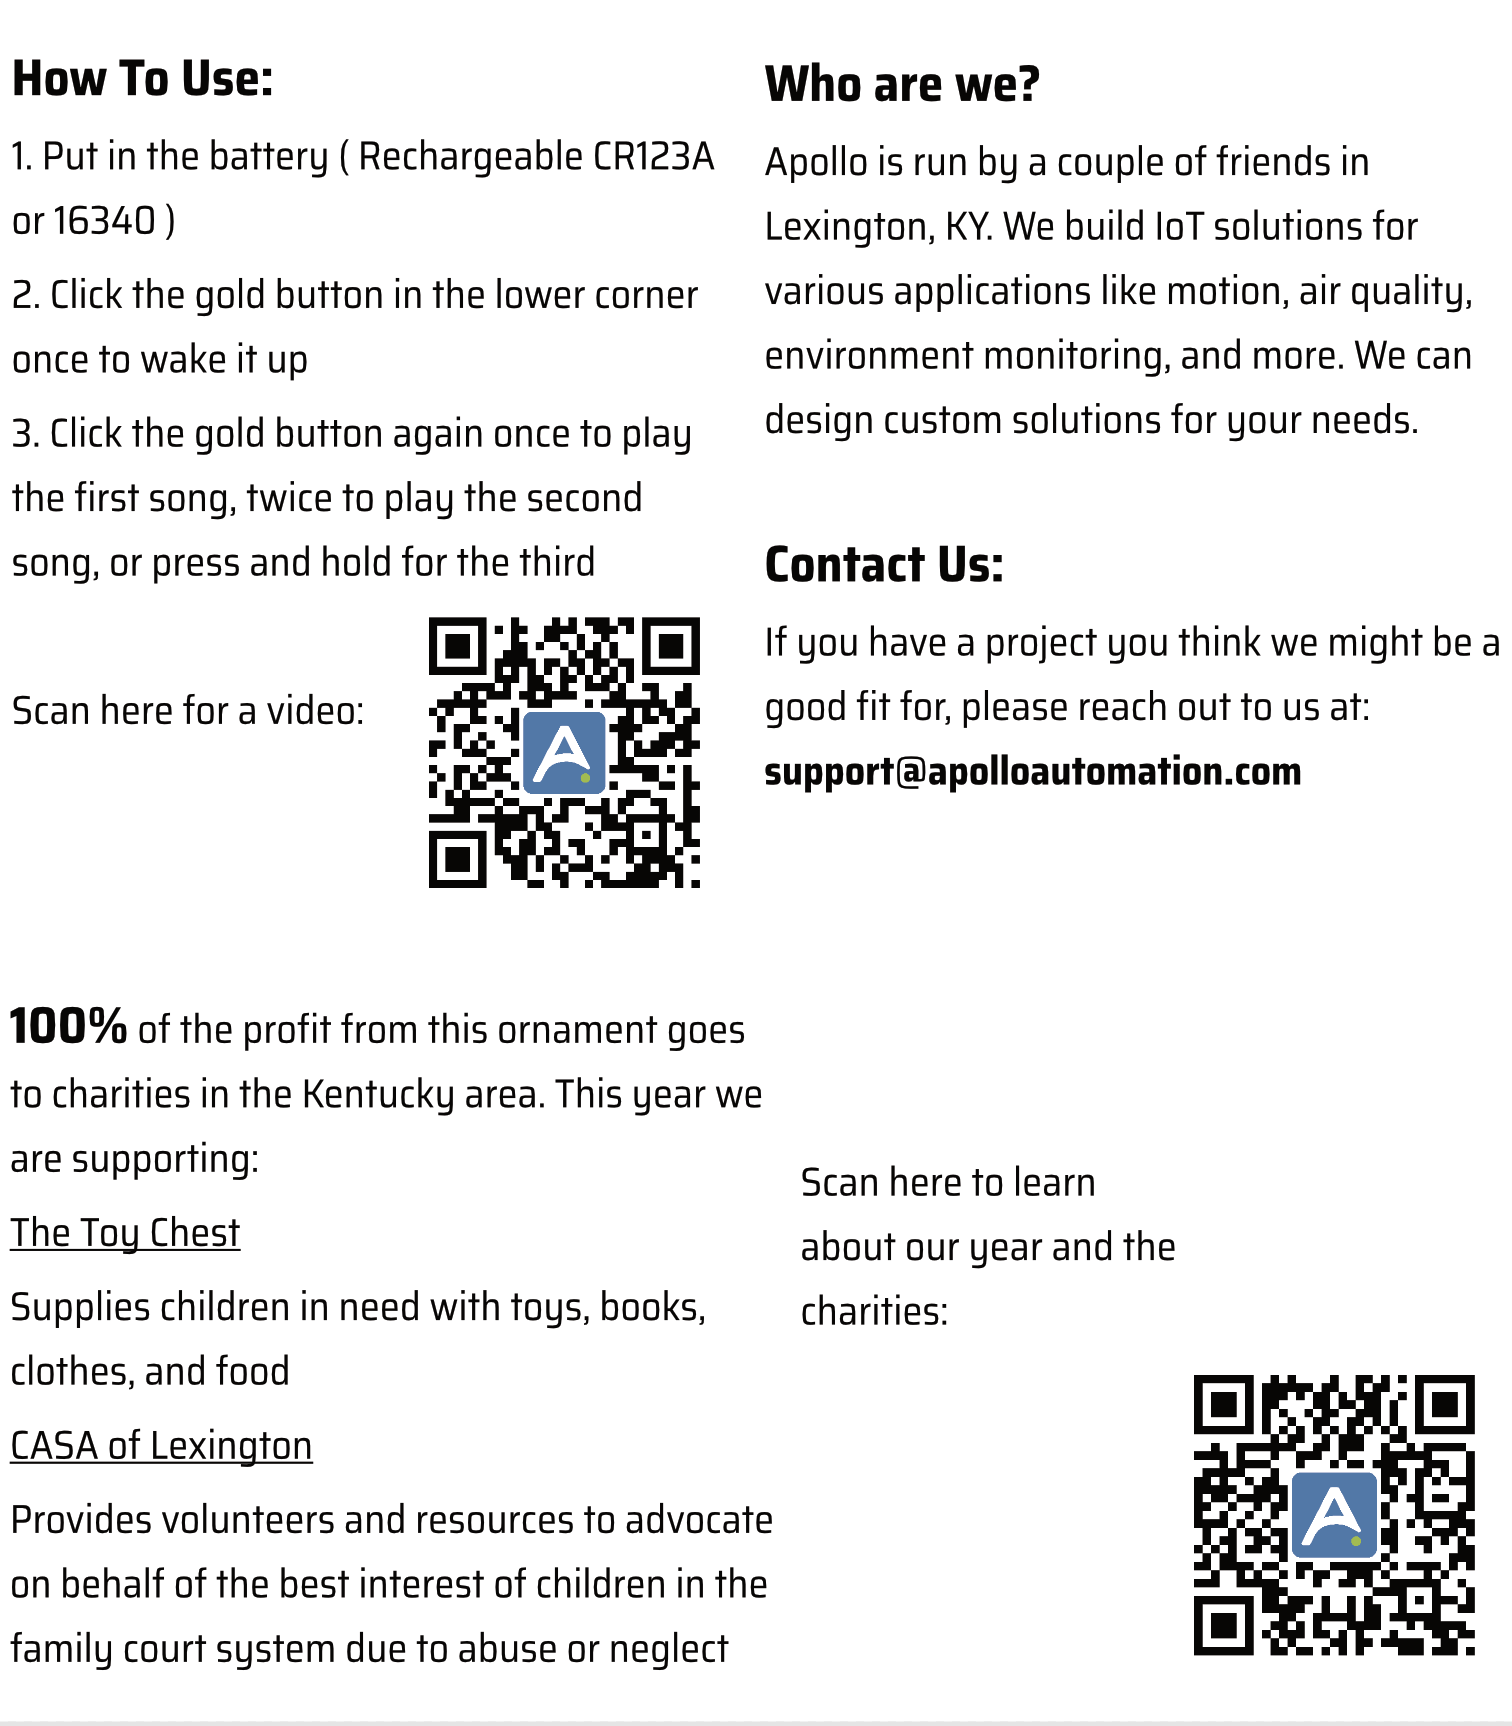 How To Use:
1. Put in the battery ( Rechargeable CR123A
or 16340 )
2. Click the gold button in the lower corner
once to wake it up
3. Click the gold button again once to play
the first song, twice to play the second
song, or press and hold for the third
Scan here for a video:
Who are we?
Apollo is run by a couple of friends in
Lexington, KY. We build IoT solutions for
various applications like motion, air quality,
environment monitoring, and more. We can
design custom solutions for your needs.
Contact Us:
If you have a project you think we might be a
good fit for, please reach out to us at:
support@apolloautomation.com
100% of the profit from this ornament goes
to charities in the Kentucky area. This year we
are supporting:
The Toy Chest
Supplies children in need with toys, books,
clothes, and food
CASA of Lexington
Provides volunteers and resources to advocate
on behalf of the best interest of children in the
family court system due to abuse or neglect
Scan here to learn
about our year and the
charities: